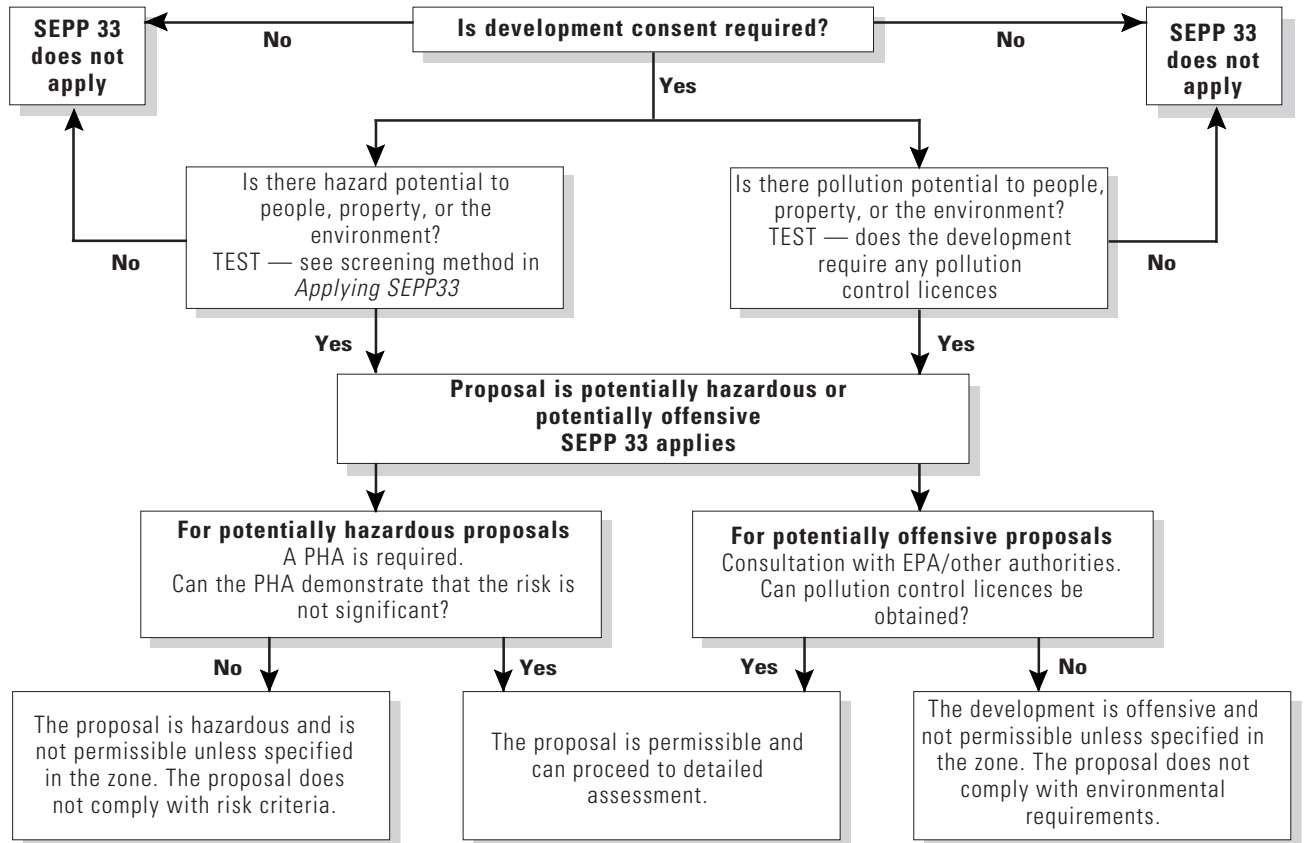 SEPP 33
does not
apply
No
Is development consent required?
No
SEPP 33
does not
apply
Yes
Is there hazard potential to
people, property, or the
environment?
TEST — see screening method in
Applying SEPP33
No
Is there pollution potential to people,
property, or the environment?
TEST — does the development
require any pollution
control licences
No
Yes
Yes
Proposal is potentially hazardous or
potentially offensive
SEPP 33 applies
For potentially hazardous proposals
A PHA is required.
Can the PHA demonstrate that the risk is
not significant?
For potentially offensive proposals
Consultation with EPA/other authorities.
Can pollution control licences be
obtained?
No
Yes
Yes
No
The proposal is hazardous and is
not permissible unless specified
in the zone. The proposal does
not comply with risk criteria.
The proposal is permissible and
can proceed to detailed
assessment.
The development is offensive and
not permissible unless specified in
the zone. The proposal does not
comply with environmental
requirements.